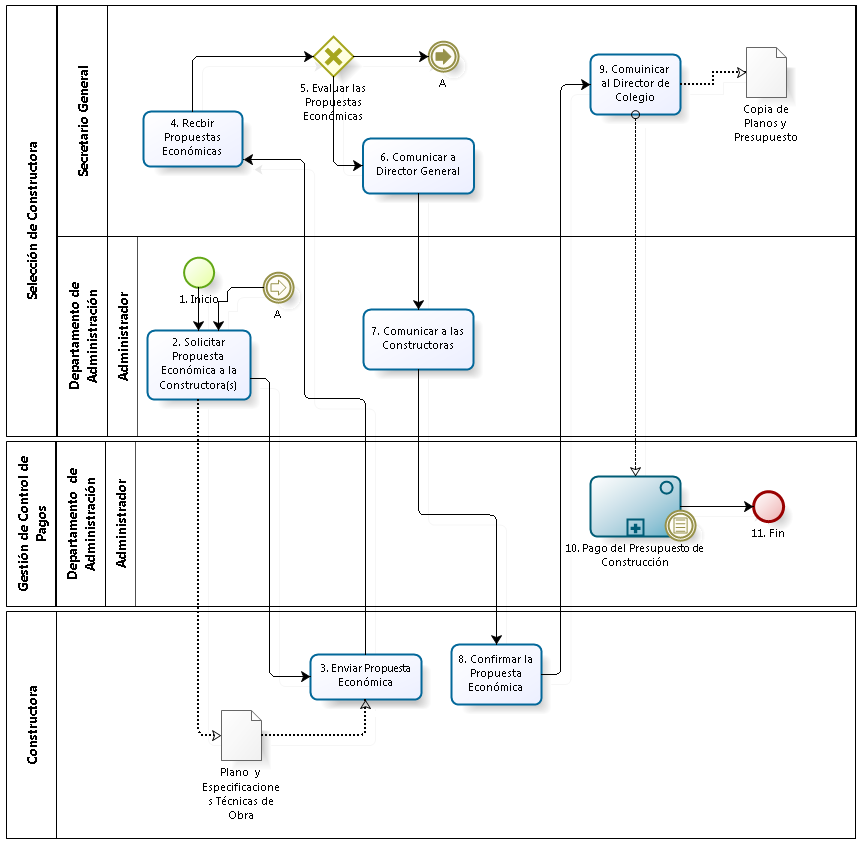 Selección de Constructora
Secretario General
4. Recbir
Propuestas
Económicas
5. Evaluar las
Propuestas
Económicas
A
6. Comunicar a
Director General
9. Comuinicar
al Director de
Colegio
Copia de
Planos y
Presupuesto
Departamento de
Administración
Administrador
1. Inicio
A
2. Solicitar
Propuesta
Económica a la
Constructora(s)
7. Comunicar a las
Constructoras
Gestión de Control de
Pagos
Departamento de
Administración
Administrador
10. Pago del Presupuesto de
Construcción
11. Fin
Constructora
3. Enviar Propuesta
Económica
8. Confirmar la
Propuesta
Económica
Plano y
Especificacione
s Técnicas de
Obra